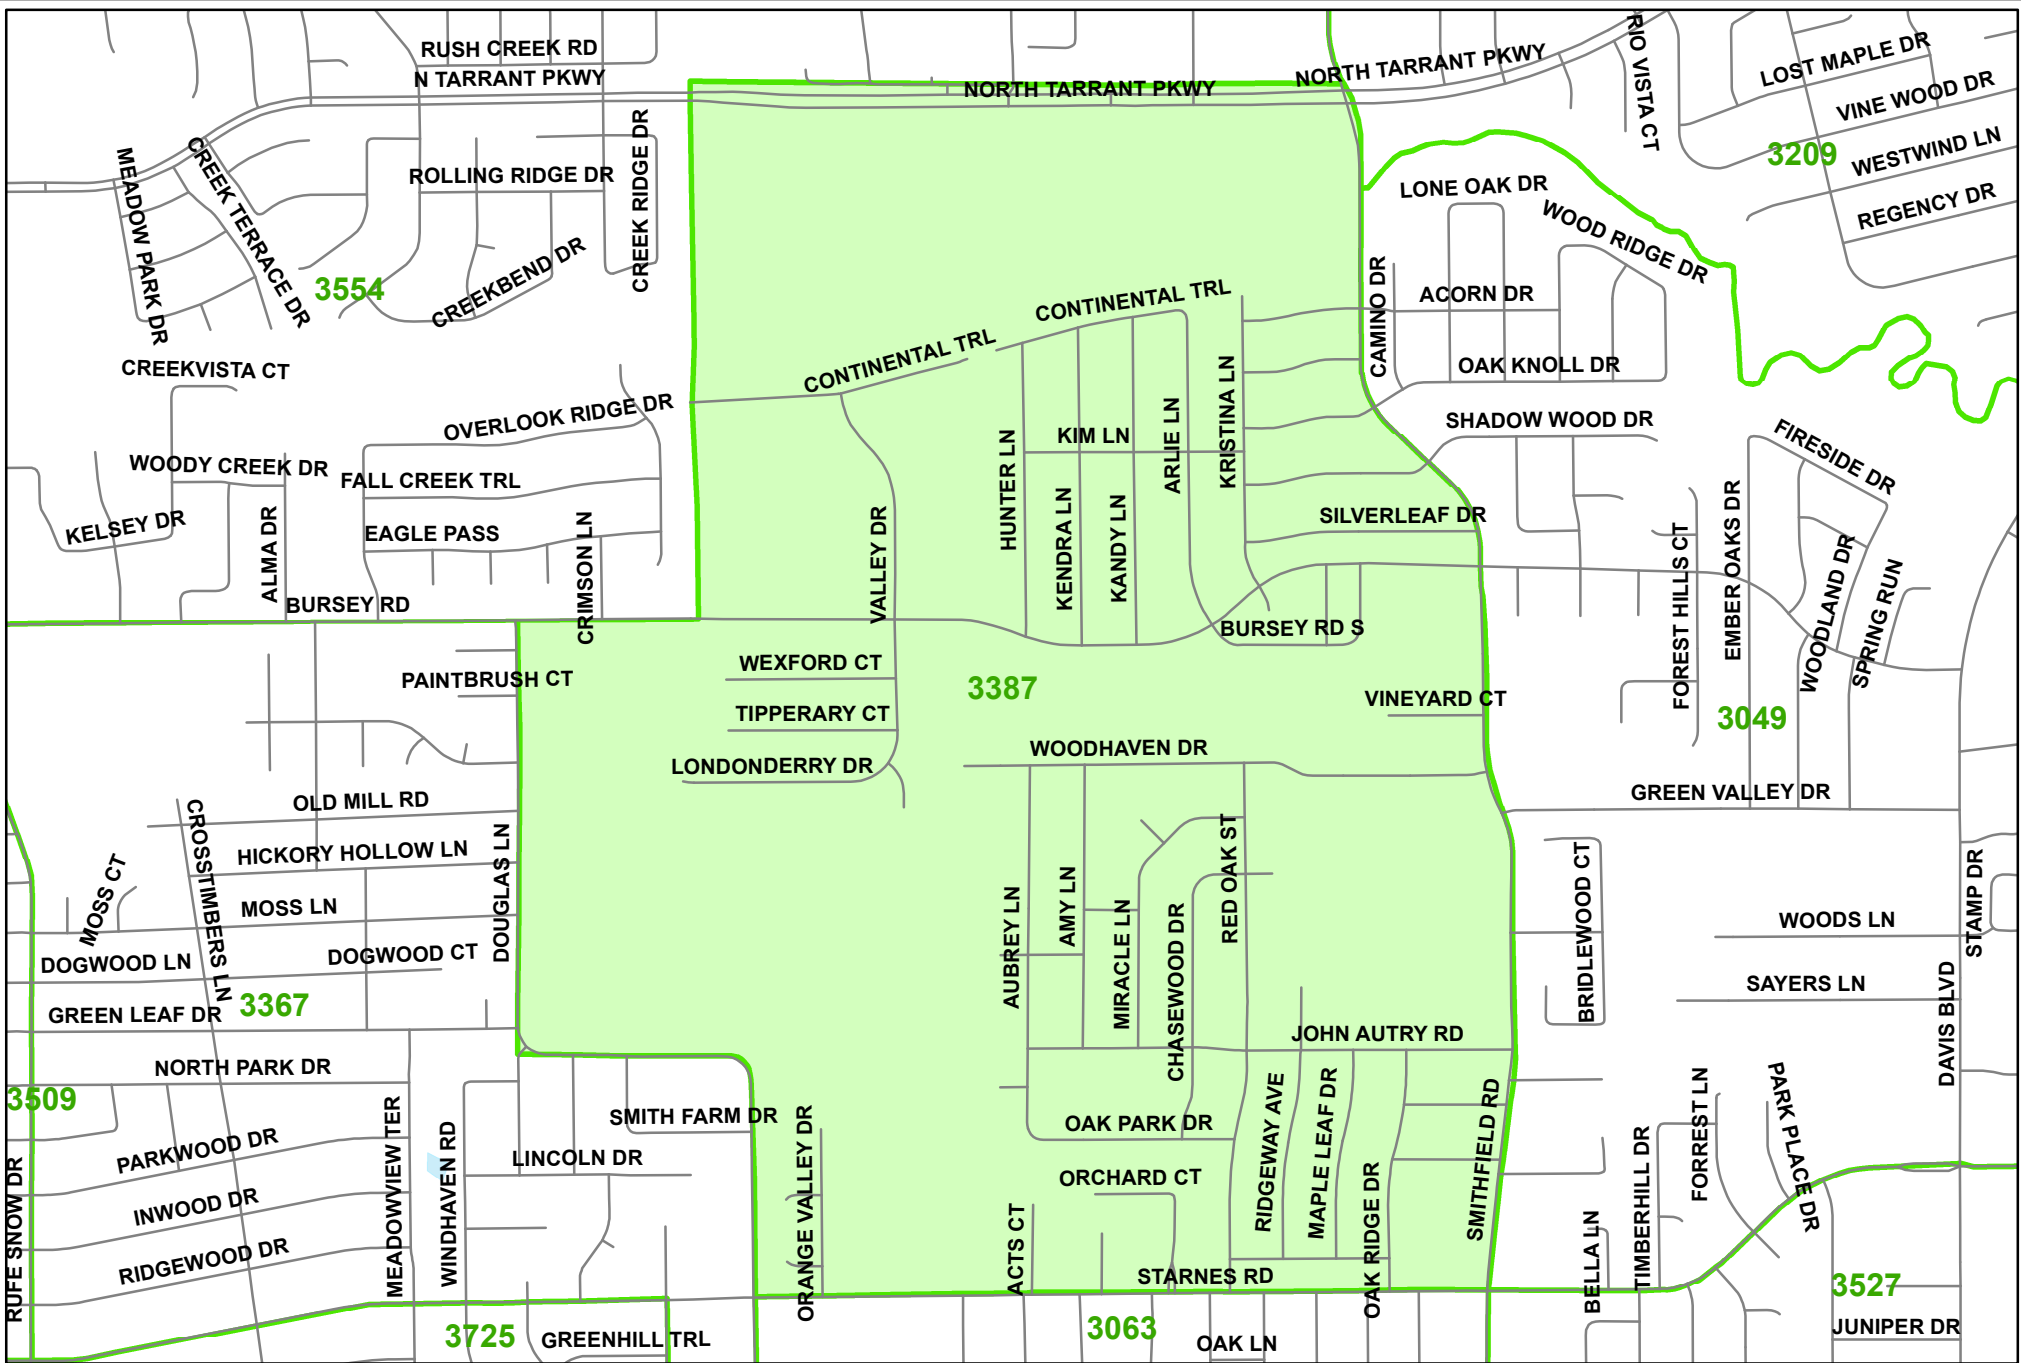 RUSH CREEK RD
N TARRANT PKWY
NORTH TARRANT PKWY
NORTH TARRANT PKWY
RIO VISTA CT
LOST MAPLE DR
VINE WOOD DR
3209
WESTWIND LN
REGENCY DR
MEADOW PARK DR
CREEK TERRACE DR
ROLLING RIDGE DR
CREEK RIDGE DR
CREEKBEND DR
3554
LONE OAK DR
WOOD RIDGE DR
CAMINO DR
ACORN DR
OAK KNOLL DR
CONTINENTAL TRL
CONTINENTAL TRL
CREEKVISTA CT
OVERLOOK RIDGE DR
SHADOW WOOD DR
FIRESIDE DR
WOODY CREEK DR
FALL CREEK TRL
KELSEY DR
ALMA DR
EAGLE PASS
CRIMSON LN
BURSEY RD
VALLEY DR
HUNTER LN
KIM LN
KENDRA LN
KANDY LN
ARLIE LN
KRISTINA LN
SILVERLEAF DR
BURSEY RD S
FOREST HILLS CT
EMBER OAKS DR
WOODLAND DR
SPRING RUN
PAINTBRUSH CT
WEXFORD CT
TIPPERARY CT
LONDONDERRY DR
3387
VINEYARD CT
3049
WOODHAVEN DR
GREEN VALLEY DR
OLD MILL RD
CROSSTIMBERS LN
HICKORY HOLLOW LN
DOUGLAS LN
MOSS CT
MOSS LN
DOGWOOD LN
DOGWOOD CT
3367
GREEN LEAF DR
AUBREY LN
AMY LN
MIRACLE LN
CHASEWOOD DR
RED OAK ST
BRIDLEWOOD CT
WOODS LN
STAMP DR
SAYERS LN
DAVIS BLVD
JOHN AUTRY RD
NORTH PARK DR
3509
SMITH FARM DR
ORANGE VALLEY DR
OAK PARK DR
RIDGEWAY AVE
MAPLE LEAF DR
SMITHFIELD RD
FORREST LN
PARK PLACE DR
PARKWOOD DR
MEADOWVIEW TER
WINDHAVEN RD
LINCOLN DR
ORCHARD CT
ACTS CT
OAK RIDGE DR
TIMBERHILL DR
BELLA LN
RUFE SNOW DR
INWOOD DR
RIDGEWOOD DR
STARNES RD
3527
3725
GREENHILL TRL
3063
OAK LN
JUNIPER DR